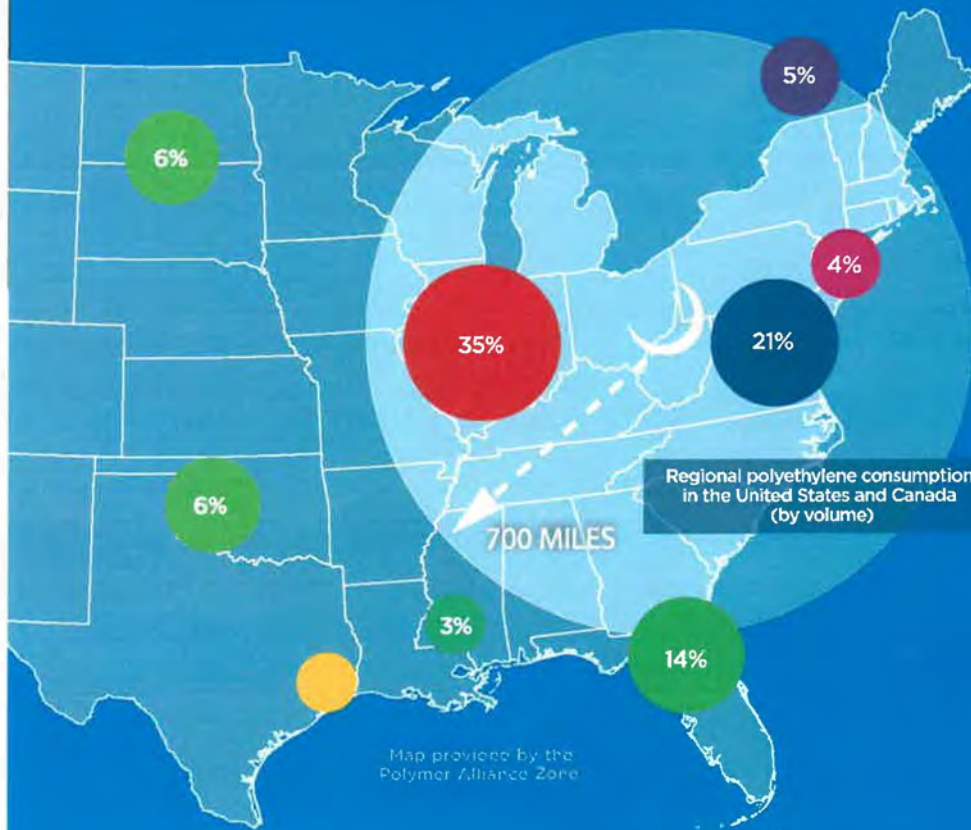 5%
6%
4%
35%
21%
Regional polyethylene consumption
in the United States and Canada
(by volume)
6%
700 MILES
3%
14%
Map provided by the
Polymer Alliance Zone